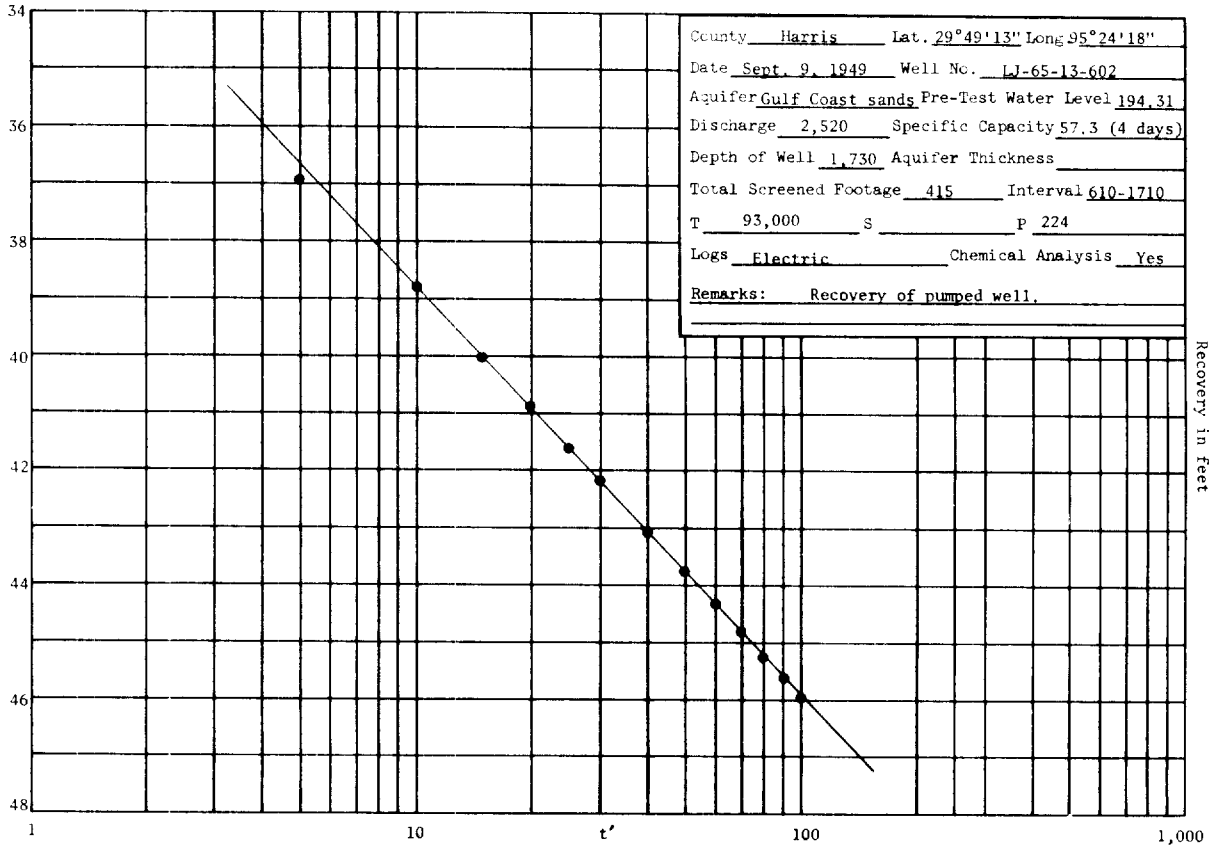 County Harris Lat. 29°49'13" Long 95°24'18"
Date Sept. 9, 1949 Well No. LJ-65-13-602
Aquifer Gulf Coast sands Pre-Test Water Level 194.31
Discharge 2,520 Specific Capacity 57.3 (4 days)
Depth of Well 1,730 Aquifer Thickness
Total Screened Footage 415 Interval 610-1710
T 93,000 S P 224
Logs Electric Chemical Analysis Yes
Remarks: Recovery of pumped well.
34
36
38
40
42
44
46
48
Recovery in feet
1 10 t′ 100 1,000